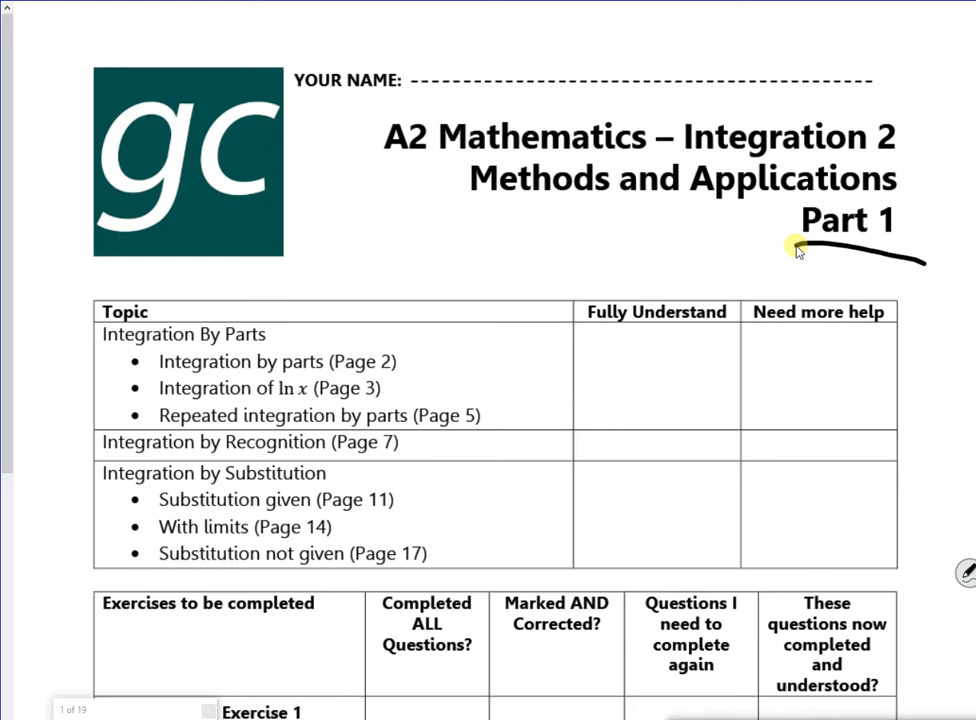 gc
YOUR NAME: --------------------------------------------
A2 Mathematics – Integration 2
Methods and Applications
Part 1
Topic Fully Understand Need more help
Integration By Parts
• Integration by parts (Page 2)
• Integration of ln x (Page 3)
• Repeated integration by parts (Page 5)
Integration by Recognition (Page 7)
Integration by Substitution
• Substitution given (Page 11)
• With limits (Page 14)
• Substitution not given (Page 17)
Exercises to be completed
Completed
ALL
Questions?
Marked AND
Corrected?
Questions I
need to
complete
again
These
questions now
completed
and
understood?
1 of 19
Exercise 1